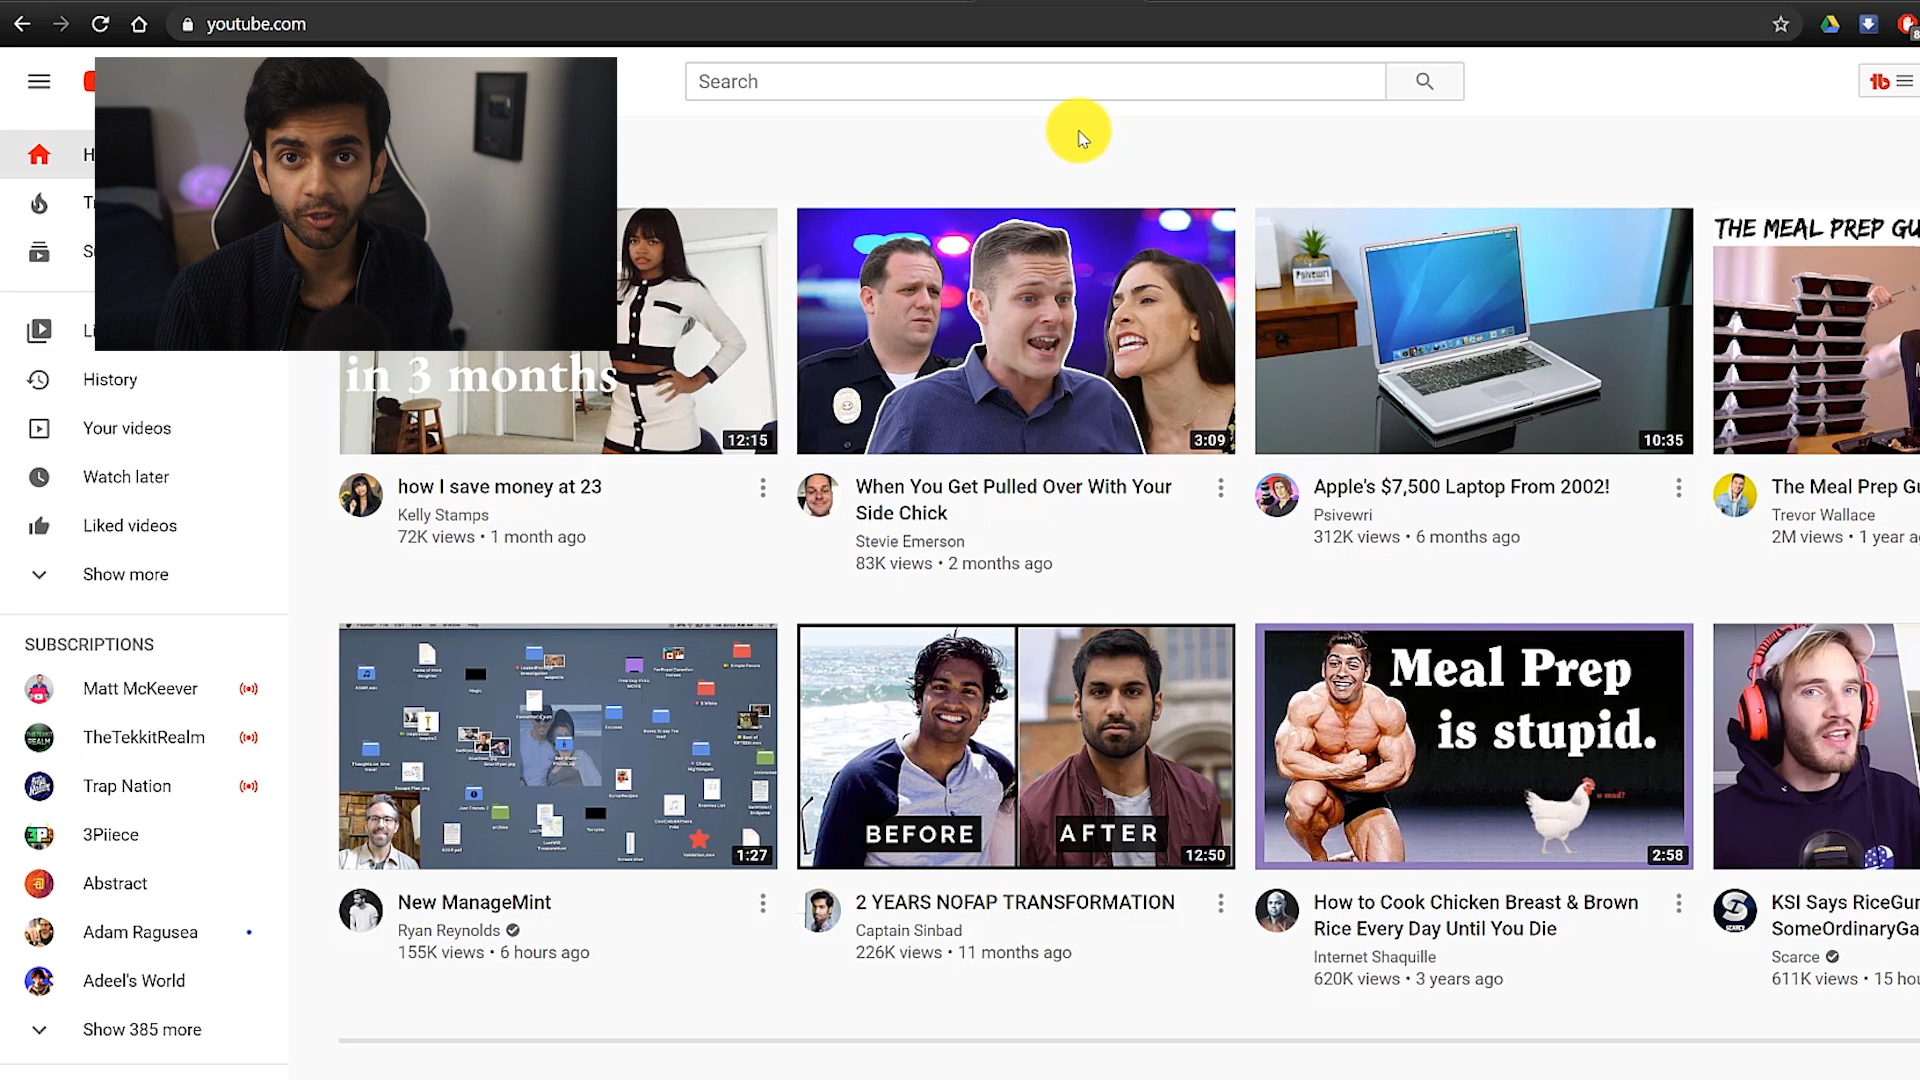 youtube.com
Search
THE MEAL PREP GU
Psivewri
in 3 months
12:15
3:09
10:35
History
Your videos
Watch later
Liked videos
Show more
how I save money at 23
Kelly Stamps
72K views • 1 month ago
When You Get Pulled Over With Your
Side Chick
Stevie Emerson
83K views • 2 months ago
Apple's $7,500 Laptop From 2002!
Psivewri
312K views • 6 months ago
The Meal Prep Gu
Trevor Wallace
2M views • 1 year a
SUBSCRIPTIONS
Matt McKeever
TheTekkitRealm
Trap Nation
3Piiece
Abstract
Adam Ragusea
Adeel's World
Show 385 more
BEFORE
AFTER
Meal Prep
is stupid.
u mad?
1:27
12:50
2:58
New ManageMint
Ryan Reynolds
155K views • 6 hours ago
2 YEARS NOFAP TRANSFORMATION
Captain Sinbad
226K views • 11 months ago
How to Cook Chicken Breast & Brown
Rice Every Day Until You Die
Internet Shaquille
620K views • 3 years ago
KSI Says RiceGu
SomeOrdinaryGa
Scarce
611K views • 15 hou